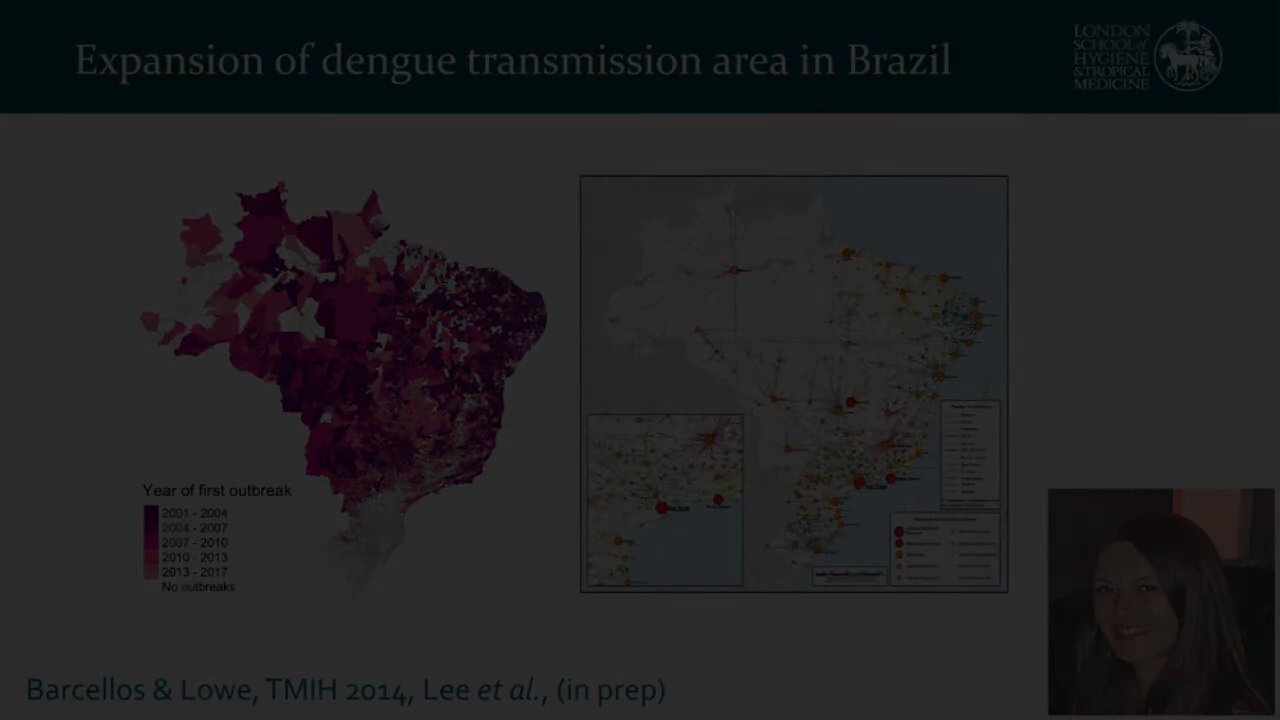 Expansion of dengue transmission area in Brazil
LONDON
SCHOOL of
HYGIENE
& TROPICAL
MEDICINE
Year of first outbreak
2001 - 2004
2004 - 2007
2007 - 2010
2010 - 2013
2013 - 2017
No outbreaks
Barcellos & Lowe, TMIH 2014, Lee et al., (in prep)